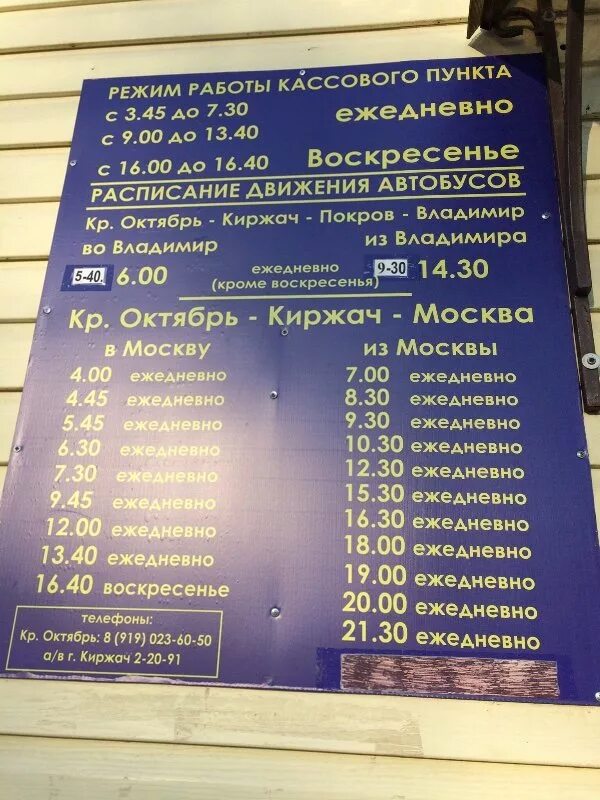 РЕЖИМ РАБОТЫ КАССОВОГО ПУНКТА
с 3.45 до 7.30
с 9.00 до 13.40
ежедневно
с 16.00 до 16.40 Воскресенье
РАСПИСАНИЕ ДВИЖЕНИЯ АВТОБУСОВ
Кр. Октябрь - Киржач - Покров - Владимир
во Владимир из Владимира
5-40. 6.00 ежедневно 9-30 14.30
(кроме воскресенья)
Кр. Октябрь - Киржач - Москва
в Москву из Москвы
4.00 ежедневно 7.00 ежедневно
4.45 ежедневно 8.30 ежедневно
5.45 ежедневно 9.30 ежедневно
6.30 ежедневно 10.30 ежедневно
7.30 ежедневно 12.30 ежедневно
9.45 ежедневно 15.30 ежедневно
12.00 ежедневно 16.30 ежедневно
13.40 ежедневно 18.00 ежедневно
16.40 воскресенье 19.00 ежедневно
20.00 ежедневно
21.30 ежедневно
телефоны:
Кр. Октябрь: 8 (919) 023-60-50
а/в г. Киржач 2-20-91